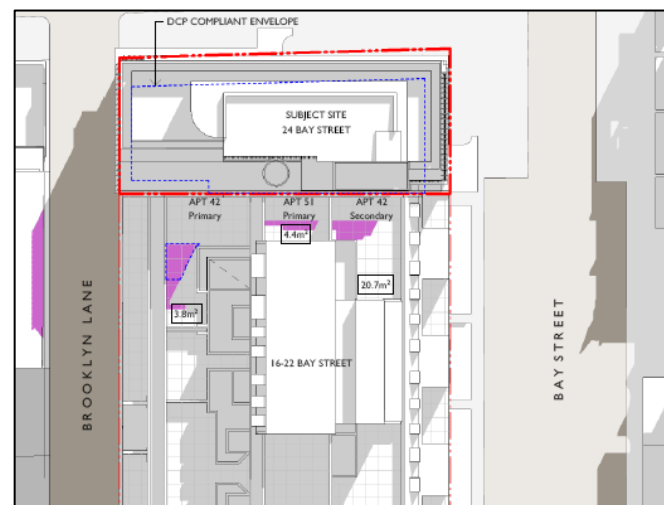 DCP COMPLIANT ENVELOPE
SUBJECT SITE
24 BAY STREET
APT 42
Primary
APT 51
Primary
APT 42
Secondary
4.4m²
20.7m²
3.8m²
16-22 BAY STREET
BROOKLYN LANE
BAY STREET